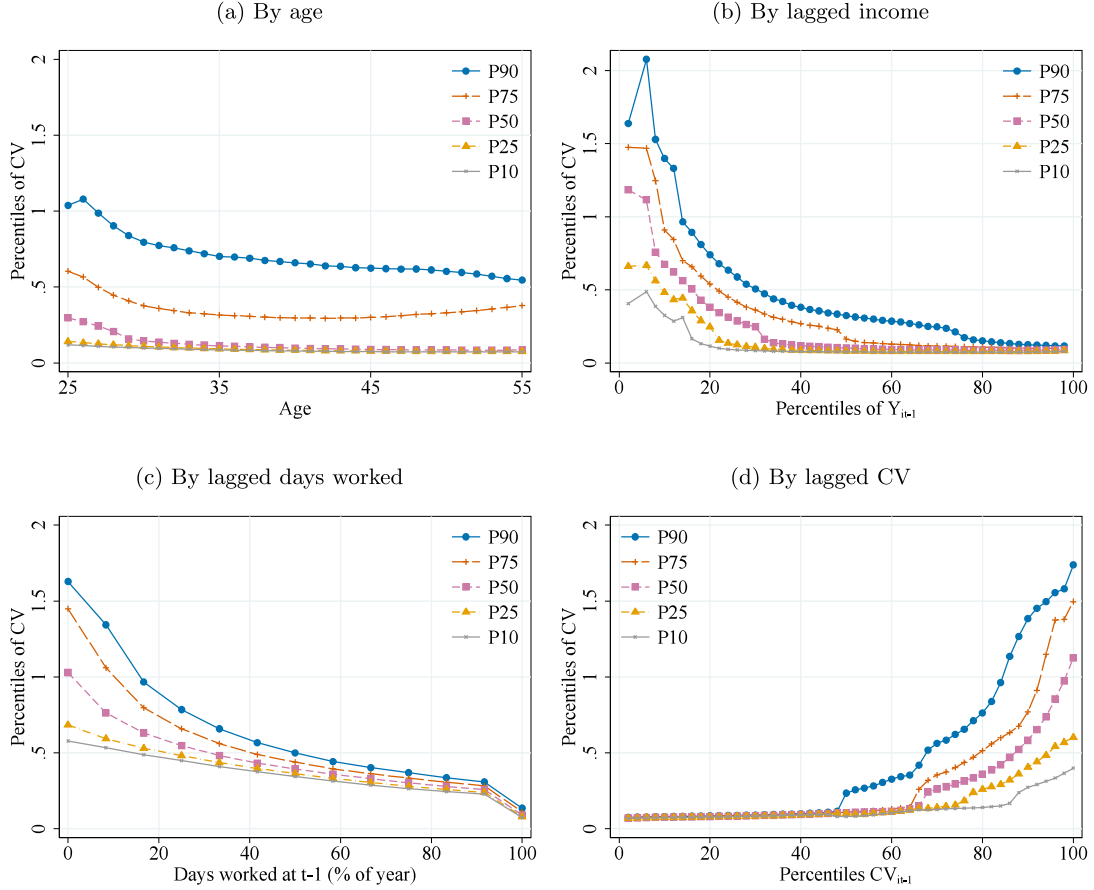 (a) By age
Percentiles of CV
0
.5
1
1.5
2
P90
P75
P50
P25
P10
25
35
45
55
Age
(b) By lagged income
Percentiles of CV
0
.5
1
1.5
2
P90
P75
P50
P25
P10
0
20
40
60
80
100
Percentiles of Y_{it-1}
(c) By lagged days worked
Percentiles of CV
0
.5
1
1.5
2
P90
P75
P50
P25
P10
0
20
40
60
80
100
Days worked at t-1 (% of year)
(d) By lagged CV
Percentiles of CV
0
.5
1
1.5
2
P90
P75
P50
P25
P10
0
20
40
60
80
100
Percentiles CV_{it-1}